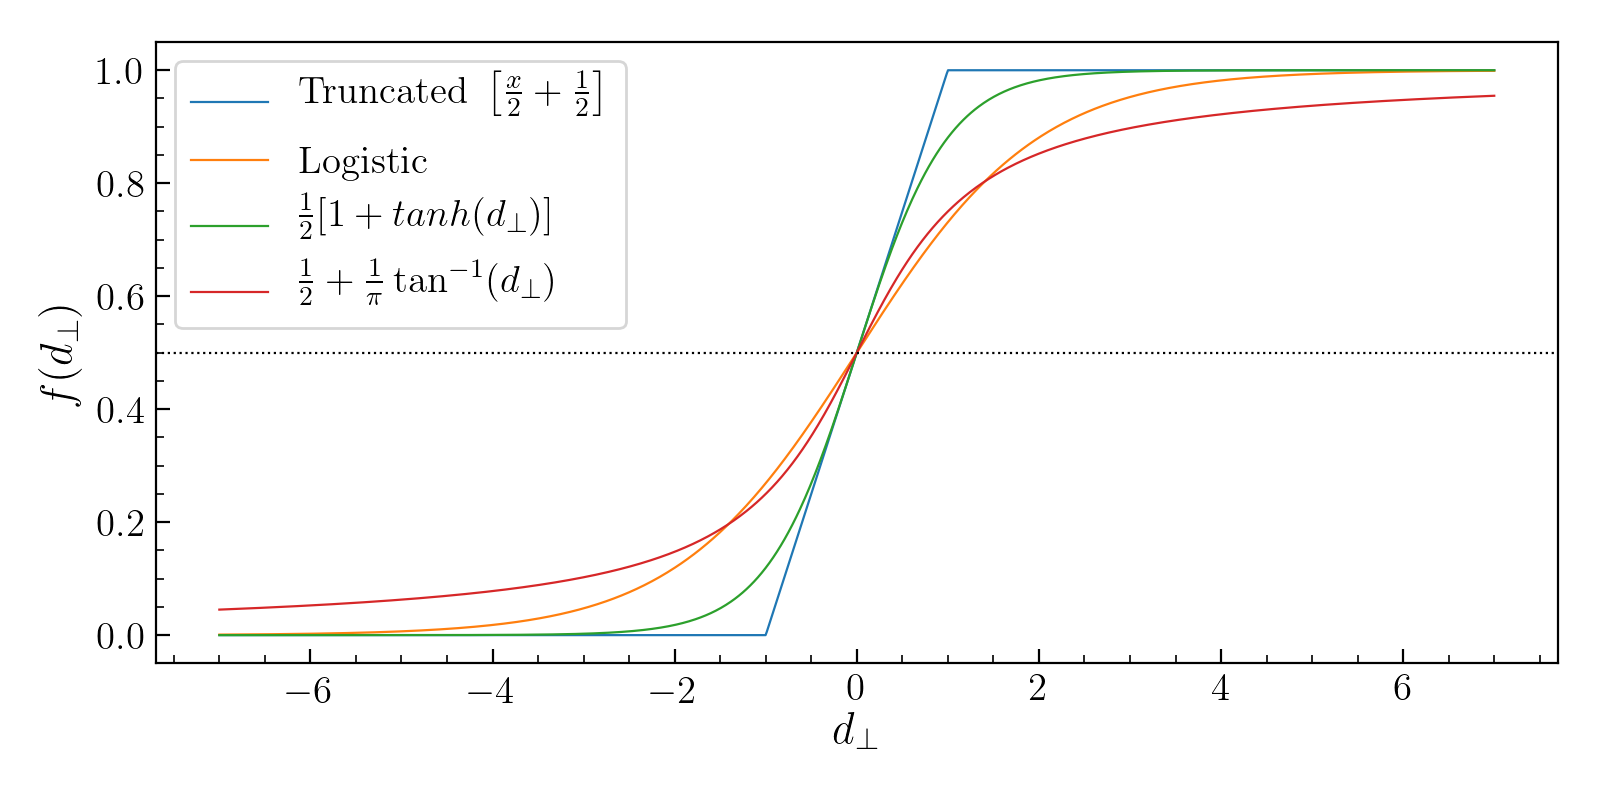 1.0
0.8
0.6
0.4
0.2
0.0
f(d⊥)
Truncated [x/2 + 1/2]
Logistic
1/2[1 + tanh(d⊥)]
1/2 + 1/π tan⁻¹(d⊥)
−6 −4 −2 0 2 4 6
d⊥